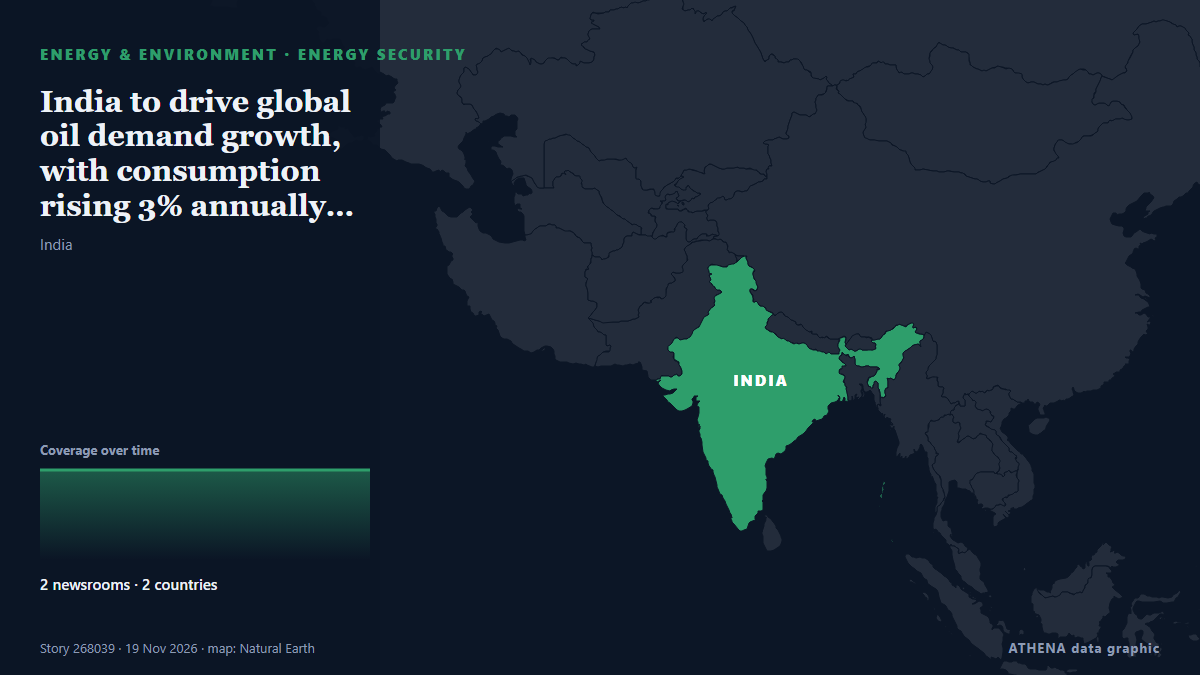 ENERGY & ENVIRONMENT · ENERGY SECURITY
India to drive global
oil demand growth,
with consumption
rising 3% annually...
India
INDIA
Coverage over time
2 newsrooms · 2 countries
Story 268039 · 19 Nov 2026 · map: Natural Earth
ATHENA data graphic